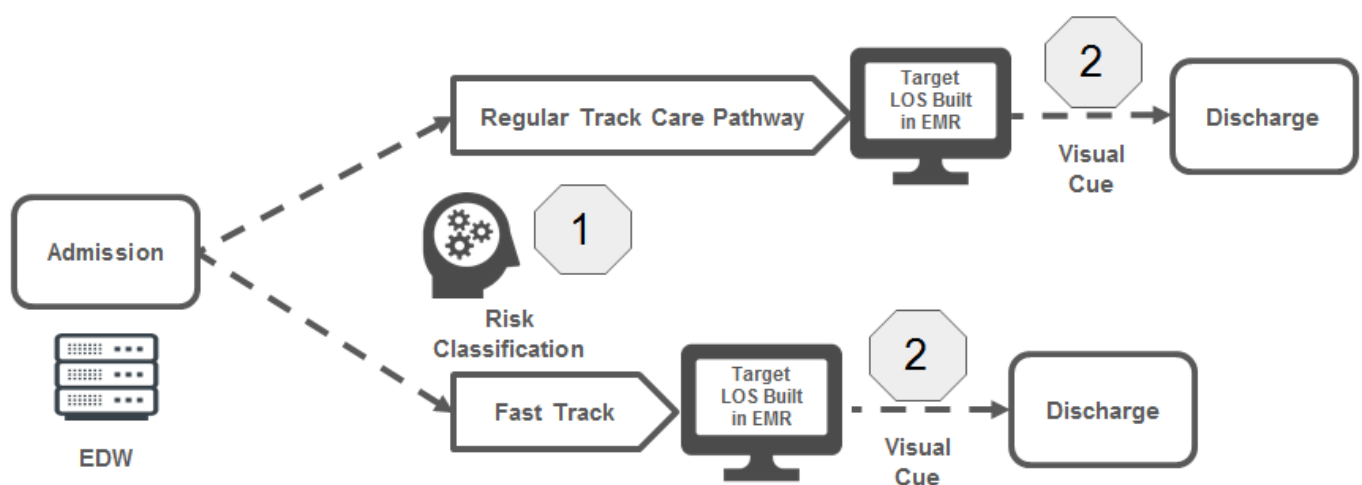 Admission
EDW
Regular Track Care Pathway
Target
LOS Built
in EMR
2
Visual
Cue
Discharge
1
Risk
Classification
Fast Track
Target
LOS Built
in EMR
2
Visual
Cue
Discharge